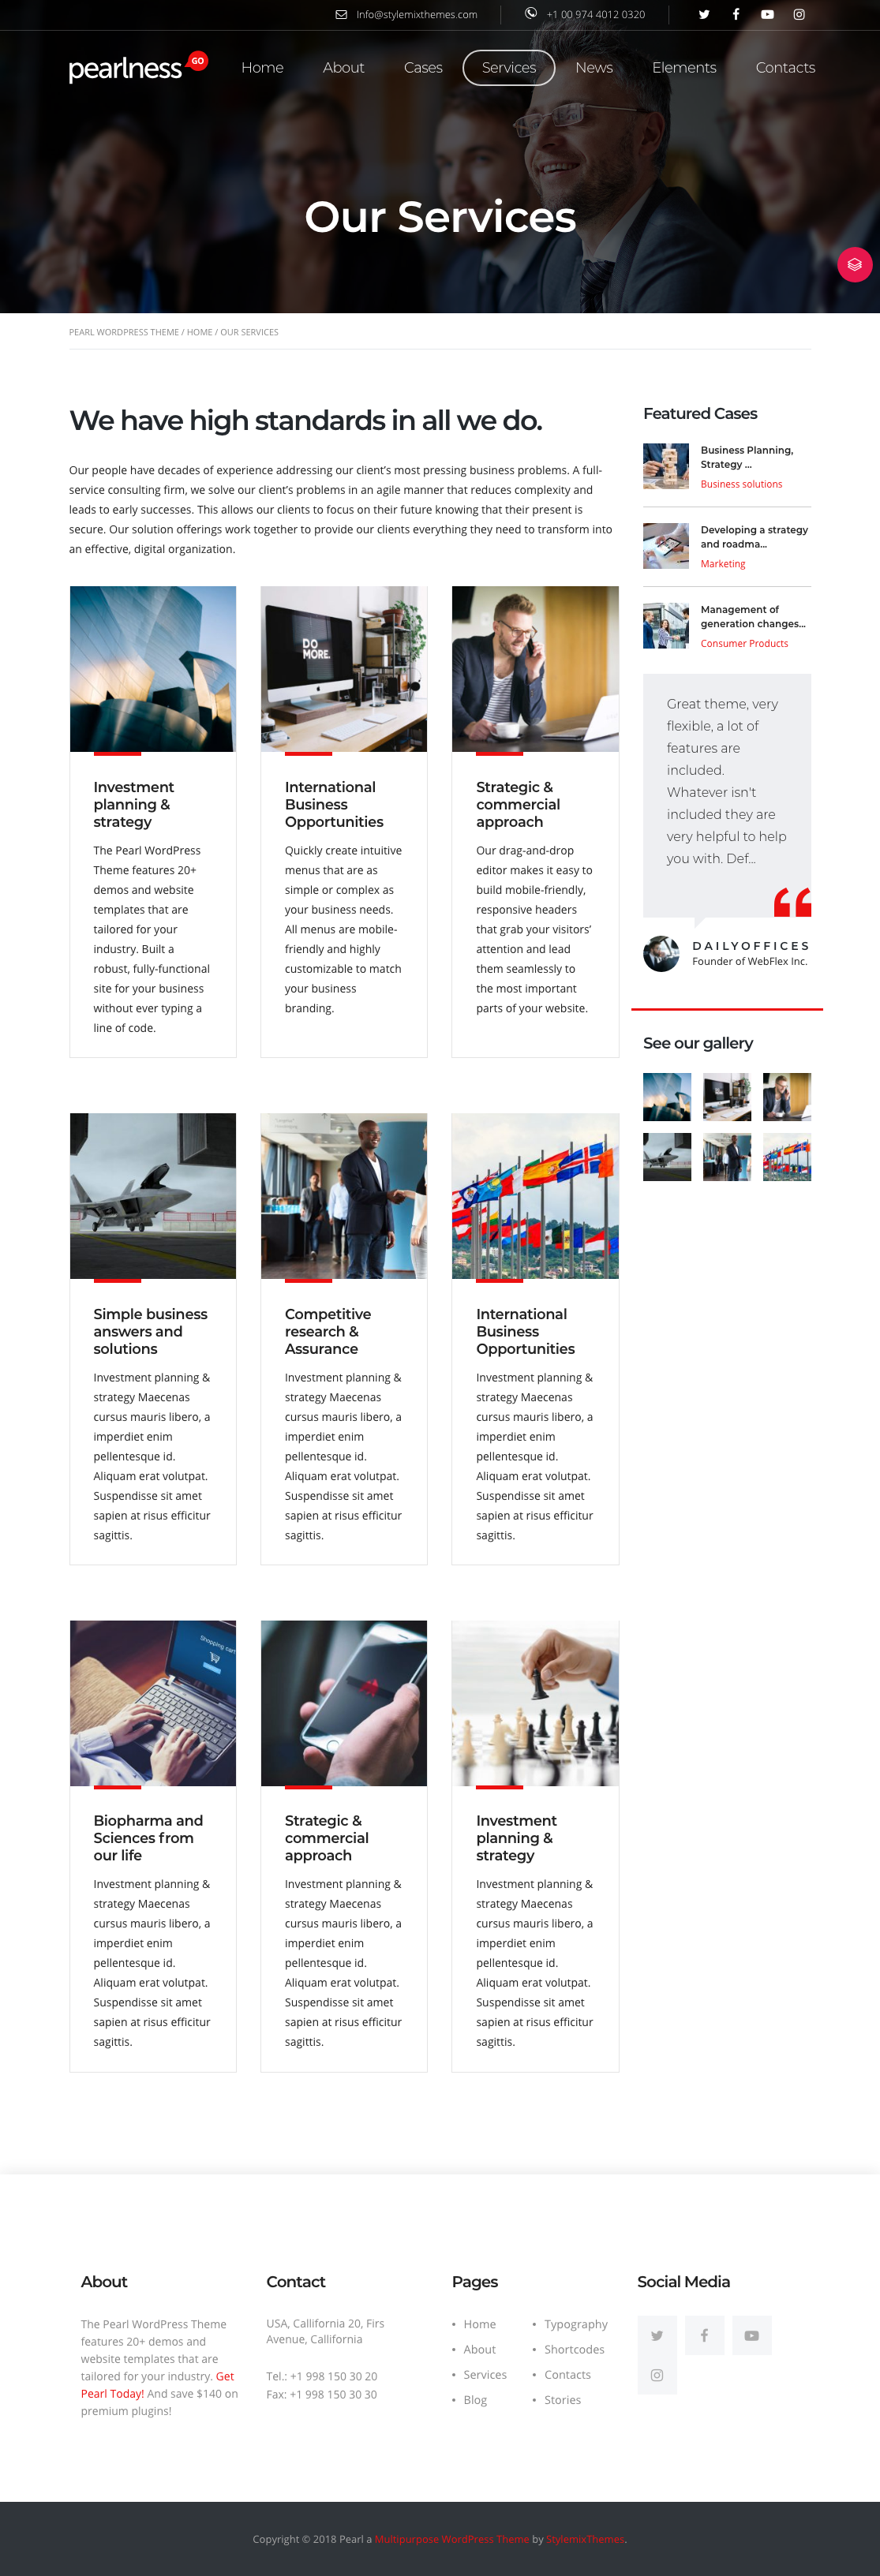 Info@stylemixthemes.com
+1 00 974 4012 0320
pearlness GO
Home
About
Cases
Services
News
Elements
Contacts
Our Services
PEARL WORDPRESS THEME / HOME / OUR SERVICES
We have high standards in all we do.
Our people have decades of experience addressing our client’s most pressing business problems. A full-
service consulting firm, we solve our client’s problems in an agile manner that reduces complexity and
leads to early successes. This allows our clients to focus on their future knowing that their present is
secure. Our solution offerings work together to provide our clients everything they need to transform into
an effective, digital organization.
DO
MORE.
Investment
planning &
strategy
The Pearl WordPress
Theme features 20+
demos and website
templates that are
tailored for your
industry. Built a
robust, fully-functional
site for your business
without ever typing a
line of code.
International
Business
Opportunities
Quickly create intuitive
menus that are as
simple or complex as
your business needs.
All menus are mobile-
friendly and highly
customizable to match
your business
branding.
Strategic &
commercial
approach
Our drag-and-drop
editor makes it easy to
build mobile-friendly,
responsive headers
that grab your visitors’
attention and lead
them seamlessly to
the most important
parts of your website.
Simple business
answers and
solutions
Investment planning &
strategy Maecenas
cursus mauris libero, a
imperdiet enim
pellentesque id.
Aliquam erat volutpat.
Suspendisse sit amet
sapien at risus efficitur
sagittis.
Competitive
research &
Assurance
Investment planning &
strategy Maecenas
cursus mauris libero, a
imperdiet enim
pellentesque id.
Aliquam erat volutpat.
Suspendisse sit amet
sapien at risus efficitur
sagittis.
International
Business
Opportunities
Investment planning &
strategy Maecenas
cursus mauris libero, a
imperdiet enim
pellentesque id.
Aliquam erat volutpat.
Suspendisse sit amet
sapien at risus efficitur
sagittis.
Shopping cart
Biopharma and
Sciences from
our life
Investment planning &
strategy Maecenas
cursus mauris libero, a
imperdiet enim
pellentesque id.
Aliquam erat volutpat.
Suspendisse sit amet
sapien at risus efficitur
sagittis.
Strategic &
commercial
approach
Investment planning &
strategy Maecenas
cursus mauris libero, a
imperdiet enim
pellentesque id.
Aliquam erat volutpat.
Suspendisse sit amet
sapien at risus efficitur
sagittis.
Investment
planning &
strategy
Investment planning &
strategy Maecenas
cursus mauris libero, a
imperdiet enim
pellentesque id.
Aliquam erat volutpat.
Suspendisse sit amet
sapien at risus efficitur
sagittis.
Featured Cases
Business Planning,
Strategy ...
Business solutions
Developing a strategy
and roadma...
Marketing
Management of
generation changes...
Consumer Products
Great theme, very
flexible, a lot of
features are
included.
Whatever isn't
included they are
very helpful to help
you with. Def...
DAILYOFFICES
Founder of WebFlex Inc.
See our gallery
About
The Pearl WordPress Theme
features 20+ demos and
website templates that are
tailored for your industry. Get
Pearl Today! And save $140 on
premium plugins!
Contact
USA, Callifornia 20, Firs
Avenue, Callifornia
Tel.: +1 998 150 30 20
Fax: +1 998 150 30 30
Pages
• Home
• About
• Services
• Blog
• Typography
• Shortcodes
• Contacts
• Stories
Social Media
Copyright © 2018 Pearl a Multipurpose WordPress Theme by StylemixThemes.